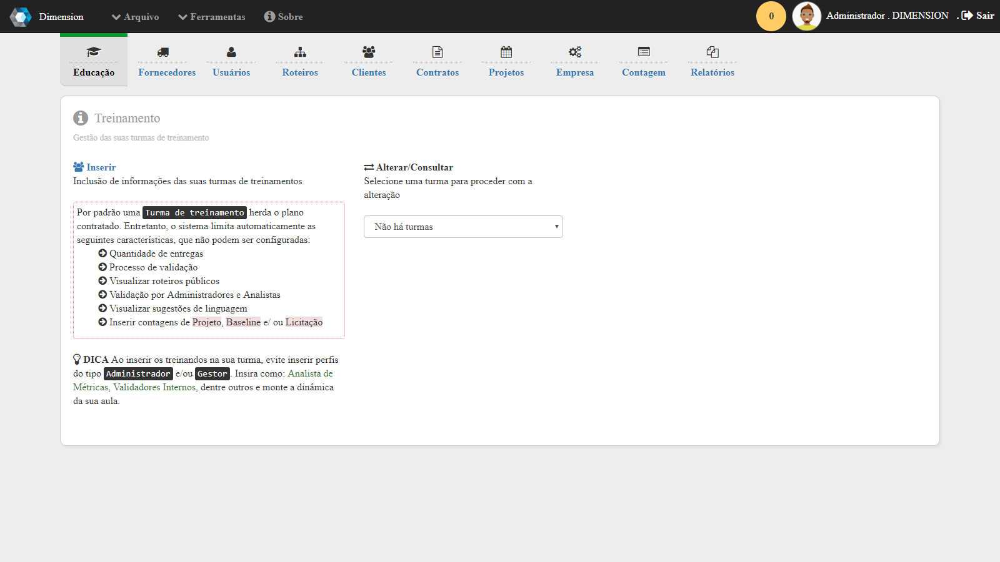 Dimension
Arquivo
Ferramentas
Sobre
0
Administrador . DIMENSION
. Sair
Educação
Fornecedores
Usuários
Roteiros
Clientes
Contratos
Projetos
Empresa
Contagem
Relatórios
Treinamento
Gestão das suas turmas de treinamento
Inserir
Inclusão de informações das suas turmas de treinamentos
Por padrão uma Turma de treinamento herda o plano
contratado. Entretanto, o sistema limita automaticamente as
seguintes características, que não podem ser configuradas:
Quantidade de entregas
Processo de validação
Visualizar roteiros públicos
Validação por Administradores e Analistas
Visualizar sugestões de linguagem
Inserir contagens de Projeto, Baseline e/ ou Licitação
DICA Ao inserir os treinandos na sua turma, evite inserir perfis
do tipo Administrador e/ou Gestor. Insira como: Analista de
Métricas, Validadores Internos, dentre outros e monte a dinâmica
da sua aula.
Alterar/Consultar
Selecione uma turma para proceder com a
alteração
Não há turmas